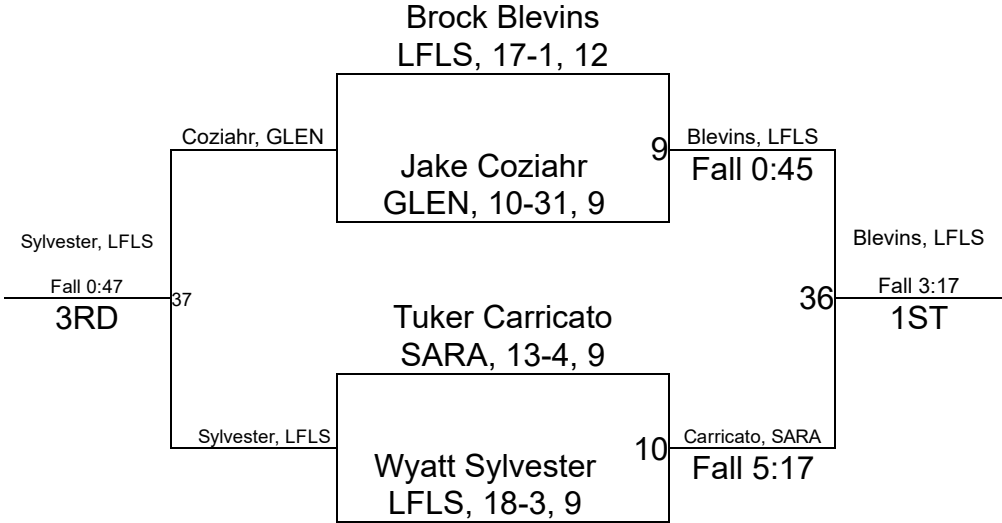 Brock Blevins
LFLS, 17-1, 12
Coziahr, GLEN
9
Blevins, LFLS
Jake Coziahr
Fall 0:45
GLEN, 10-31, 9
Sylvester, LFLS
Blevins, LFLS
Fall 0:47
37
36
Fall 3:17
3RD
1ST
Tuker Carricato
SARA, 13-4, 9
Sylvester, LFLS
10
Carricato, SARA
Wyatt Sylvester
Fall 5:17
LFLS, 18-3, 9